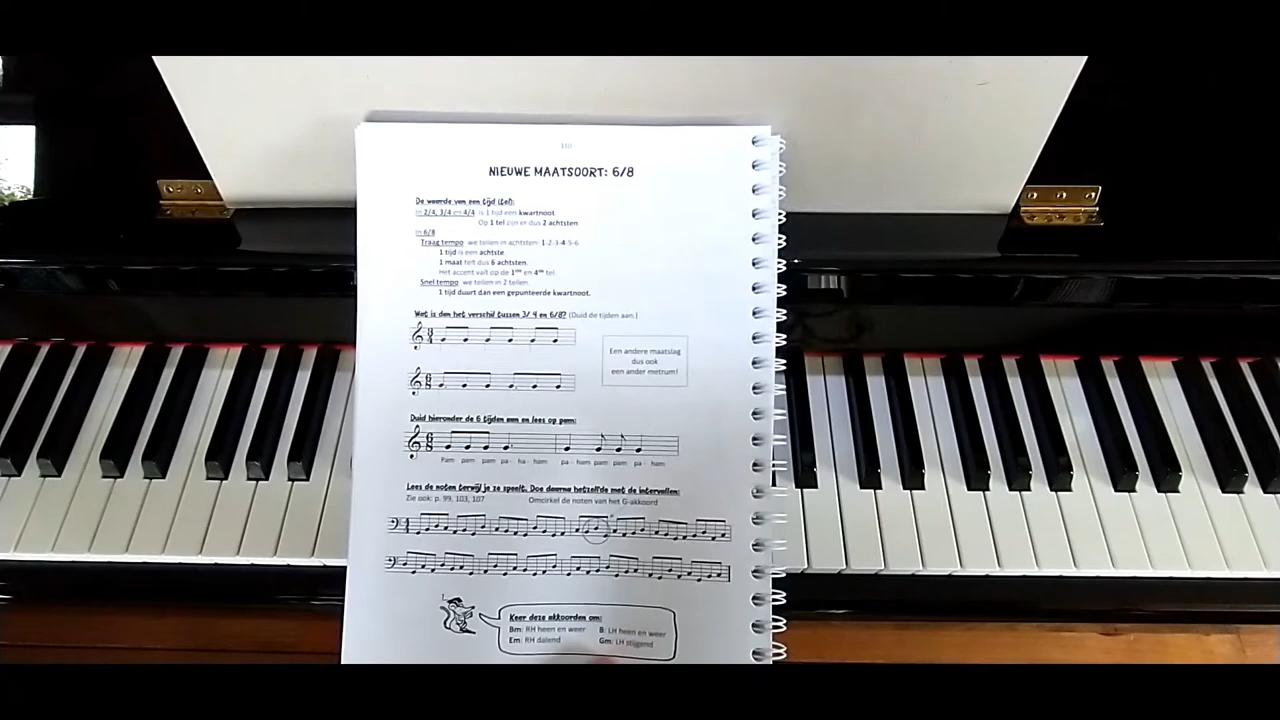 110
NIEUWE MAATSOORT: 6/8
De waarde van een tijd (tel):
In 2/4, 3/4 en 4/4 is 1 tijd een kwartnoot
Op 1 tel zijn er dus 2 achtsten
In 6/8
Traag tempo we tellen in achtsten: 1-2-3-4-5-6
1 tijd is een achtste
1 maat telt dus 6 achtsten.
Het accent valt op de 1ste en 4de tel.
Snel tempo we tellen in 2 tellen.
1 tijd duurt dan een gepunteerde kwartnoot.
Wat is dan het verschil tussen 3/4 en 6/8? (Duid de tijden aan.)
3 4
Een andere maatslag
dus ook
een ander metrum!
6 8
Duid hieronder de 6 tijden aan en lees op pam:
6 8
Pam - pam pam pa - ha - ham pa - ham pam pam pa - ham
Lees de noten terwijl je ze speelt. Doe daarna hetzelfde met de intervallen:
Zie ook: p. 99, 103, 107 Omcirkel de noten van het G-akkoord
Keer deze akkoorden om:
Bm: RH heen en weer B: LH heen en weer
Em: RH dalend Gm: LH stijgend